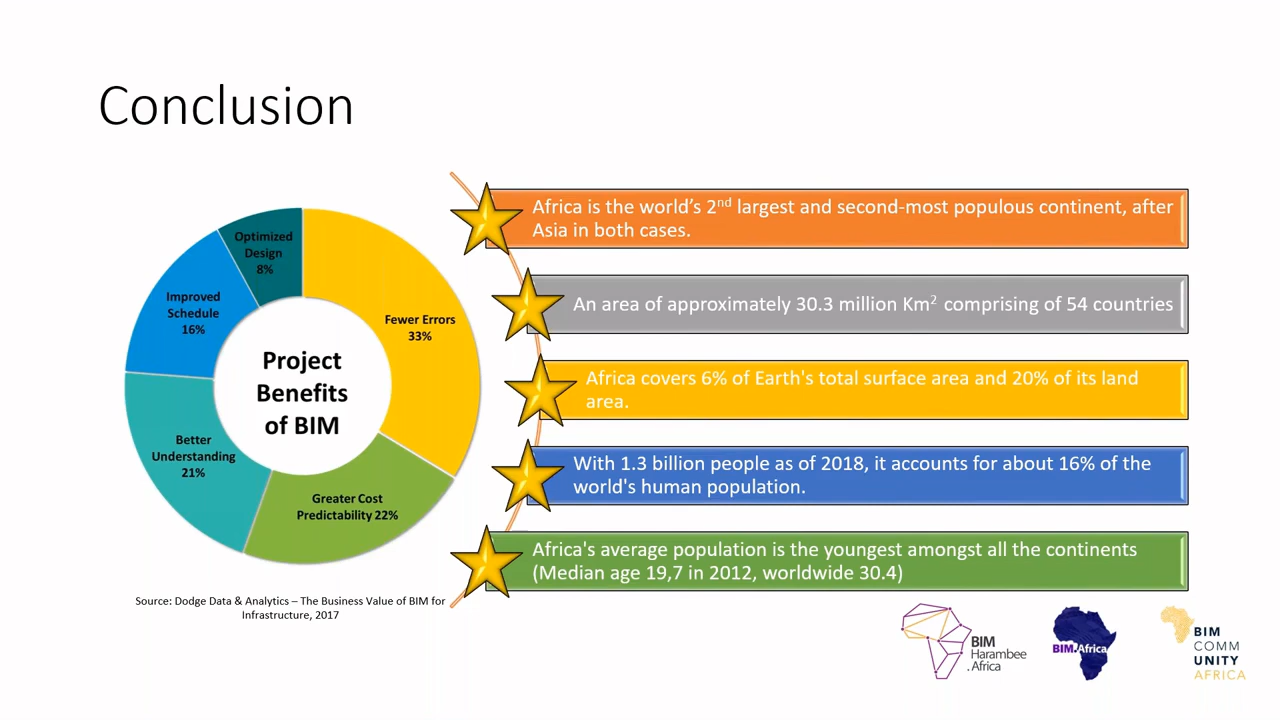 Conclusion
Optimized
Design
8%
Improved
Schedule
16%
Fewer Errors
33%
Project
Benefits
of BIM
Better
Understanding
21%
Greater Cost
Predictability 22%
Source: Dodge Data & Analytics – The Business Value of BIM for
Infrastructure, 2017
Africa is the world’s 2nd largest and second-most populous continent, after
Asia in both cases.
An area of approximately 30.3 million Km2 comprising of 54 countries
Africa covers 6% of Earth's total surface area and 20% of its land
area.
With 1.3 billion people as of 2018, it accounts for about 16% of the
world's human population.
Africa's average population is the youngest amongst all the continents
(Median age 19,7 in 2012, worldwide 30.4)
BIM
Harambee
.Africa
BIM.Africa
BIM
COMM
UNITY
AFRICA